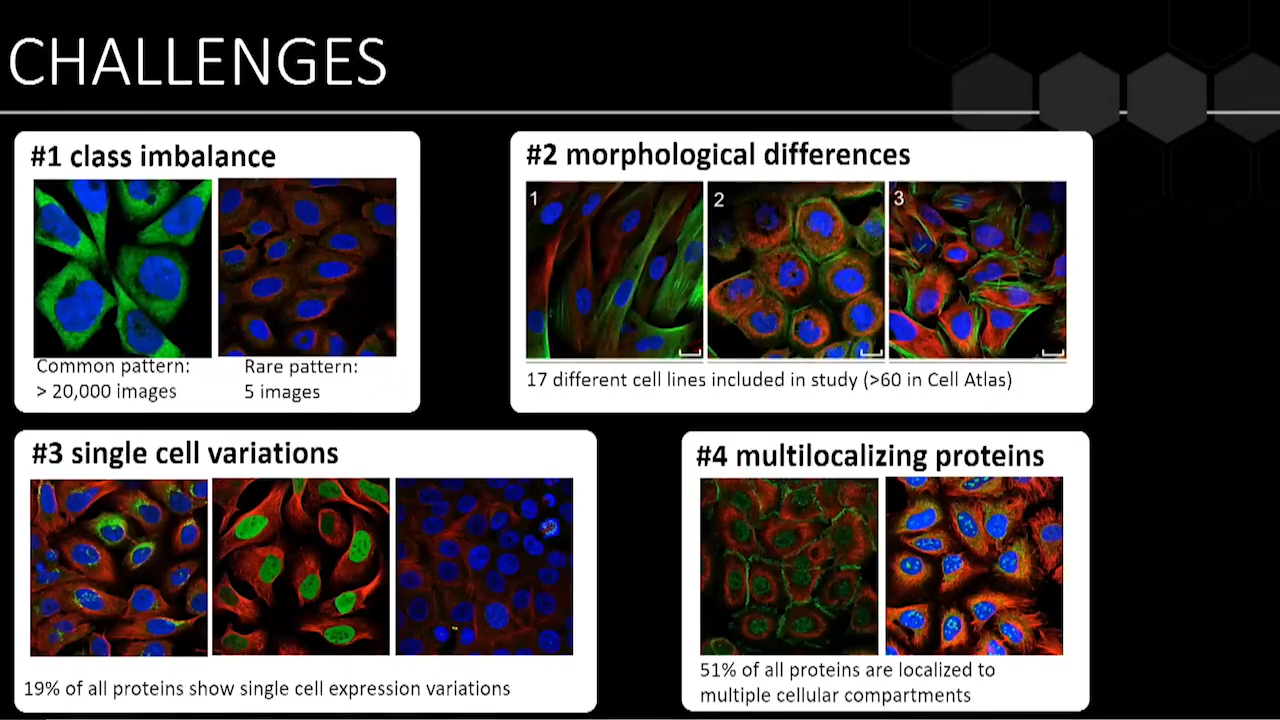 CHALLENGES
#1 class imbalance
Common pattern:
> 20,000 images
Rare pattern:
5 images
#2 morphological differences
1
2
3
17 different cell lines included in study (>60 in Cell Atlas)
#3 single cell variations
19% of all proteins show single cell expression variations
#4 multilocalizing proteins
51% of all proteins are localized to
multiple cellular compartments